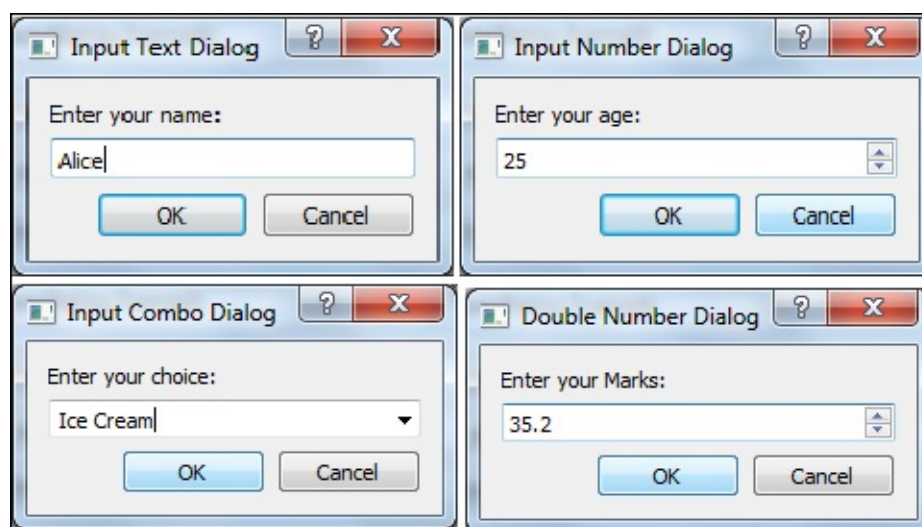 Input Text Dialog
Enter your name:
Alice
OK Cancel
Input Number Dialog
Enter your age:
25
OK Cancel
Input Combo Dialog
Enter your choice:
Ice Cream
OK Cancel
Double Number Dialog
Enter your Marks:
35.2
OK Cancel